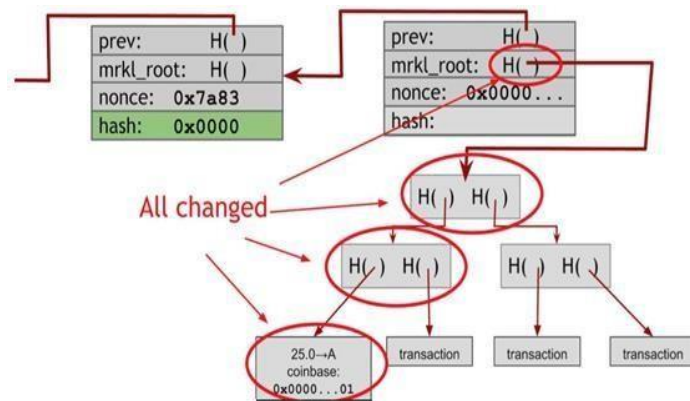 prev: H( )
mrkl_root: H( )
nonce: 0x7a83
hash: 0x0000
prev: H( )
mrkl_root: H( )
nonce: 0x0000...
hash:
All changed
H( ) H( )
H( ) H( )
H( ) H( )
25.0→A
coinbase:
0x0000...01
transaction
transaction
transaction